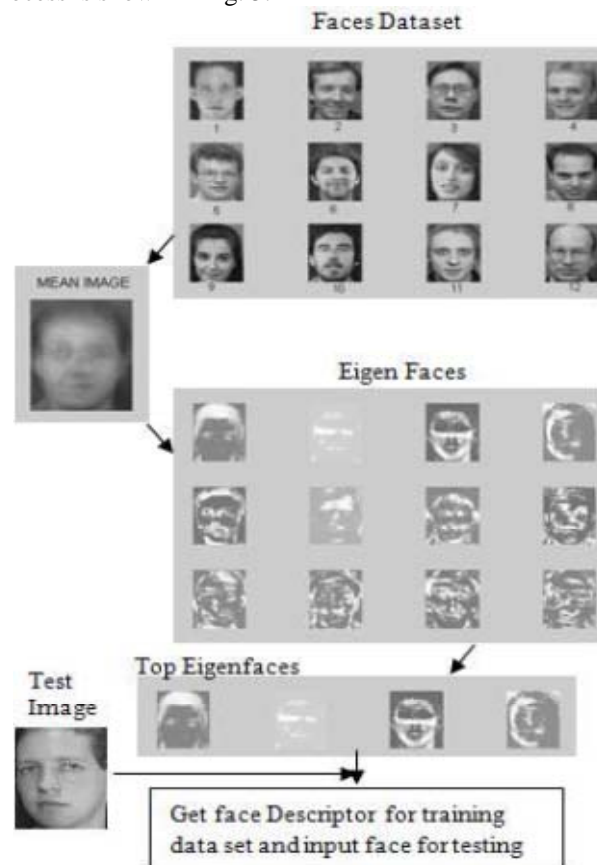 Faces Dataset
1 2 3 4
5 6 7 8
9 10 11 12
MEAN IMAGE
Eigen Faces
Top Eigenfaces
Test
Image
Get face Descriptor for training
data set and input face for testing